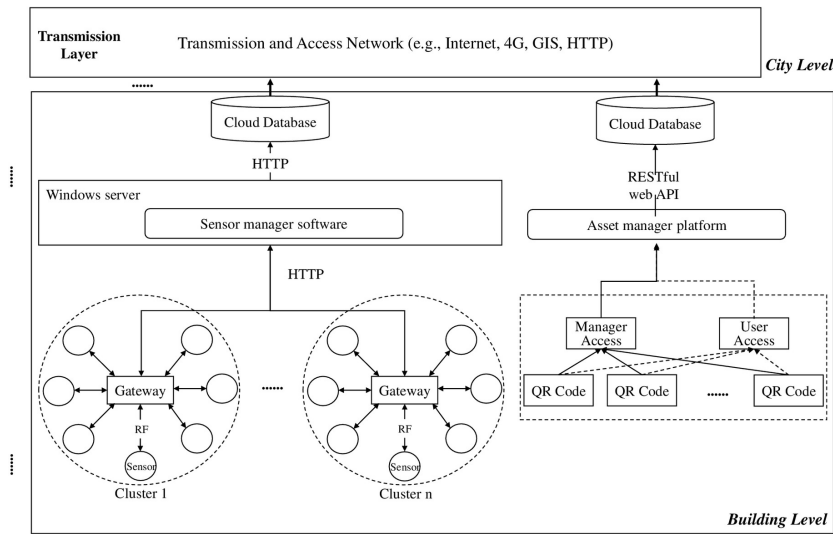 Transmission
Layer
Transmission and Access Network (e.g., Internet, 4G, GIS, HTTP)
City Level
......
Cloud Database
Cloud Database
......
HTTP
RESTful
web API
Windows server
Sensor manager software
Asset manager platform
HTTP
Manager
Access
User
Access
Gateway
......
Gateway
QR Code
QR Code
......
QR Code
RF
RF
Sensor
Sensor
......
Cluster 1
Cluster n
Building Level